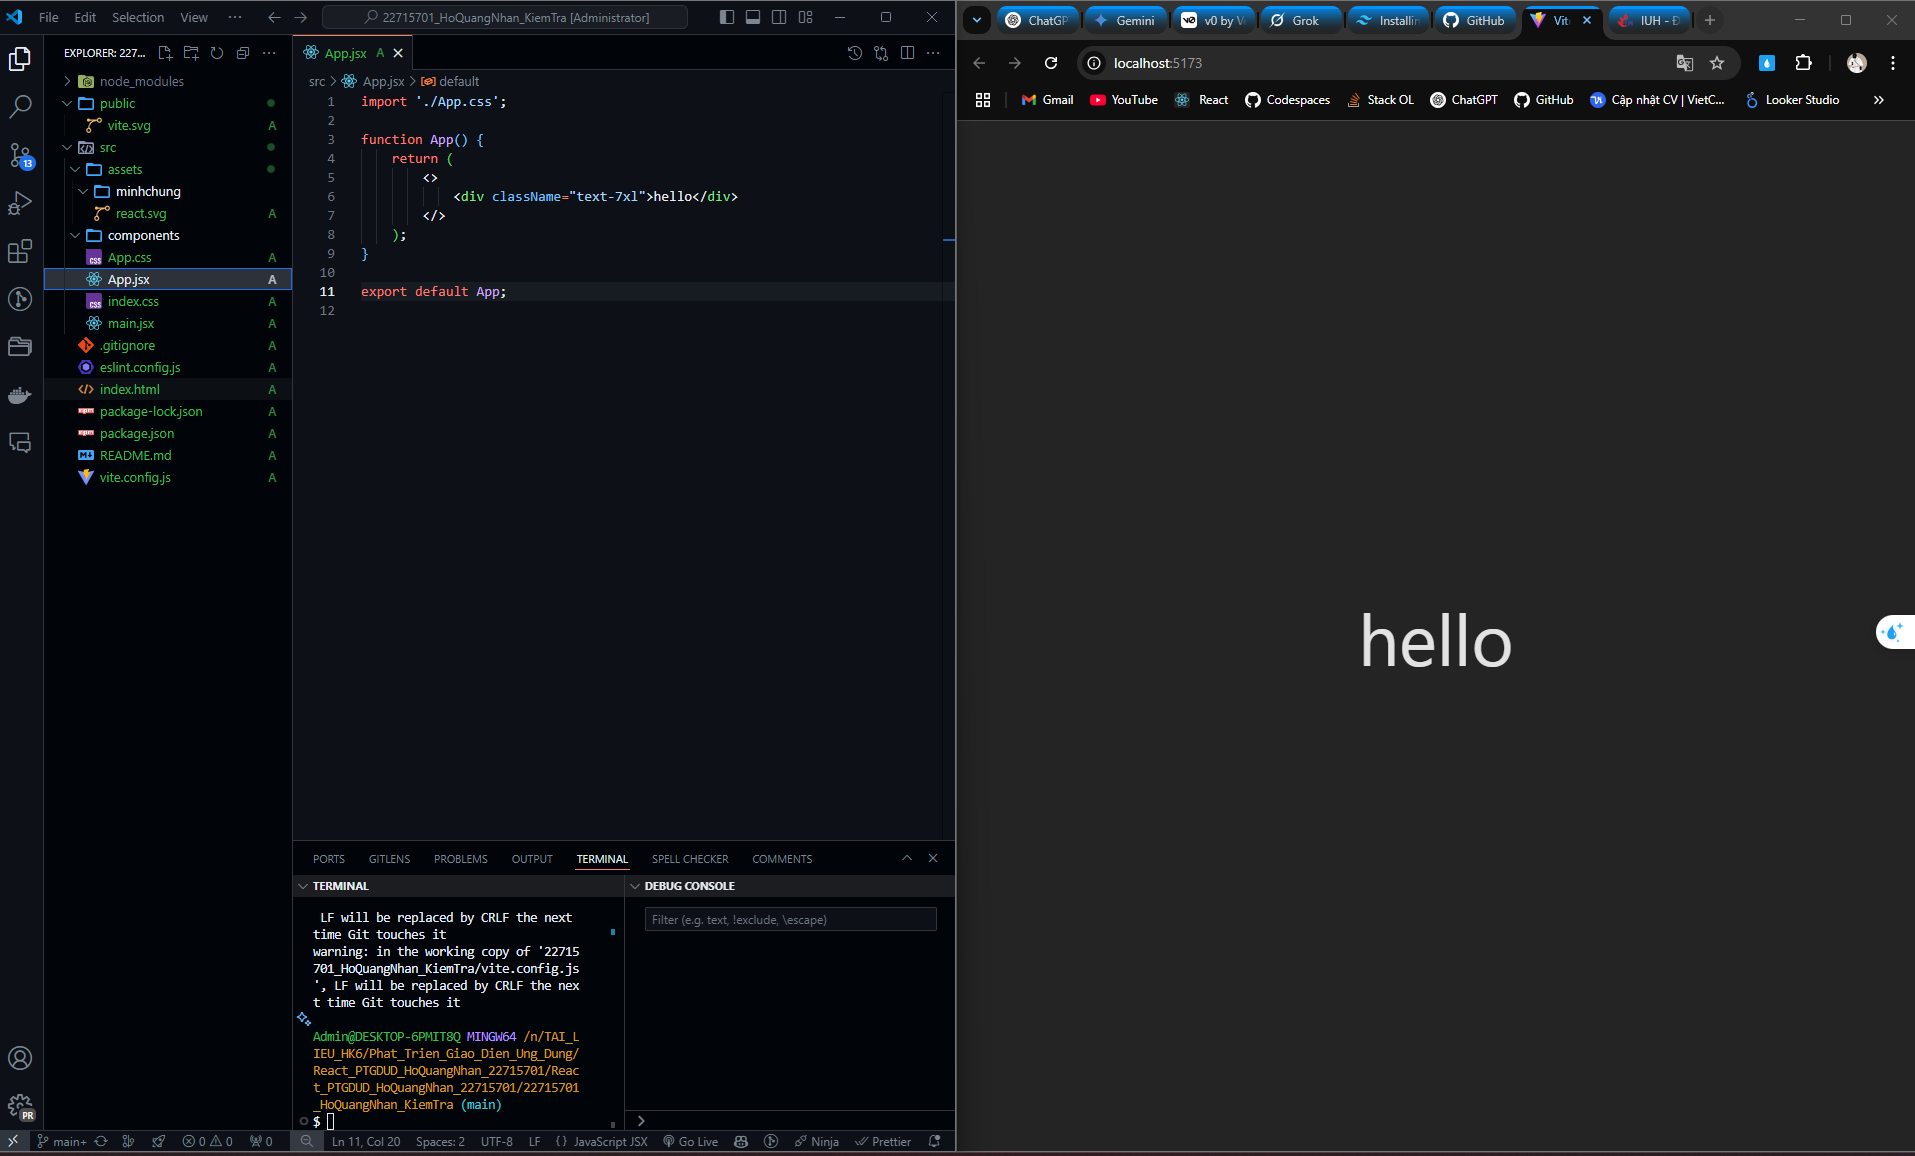 File Edit Selection View ··· 22715701_HoQuangNhan_KiemTra [Administrator]
EXPLORER: 227...
node_modules
public
vite.svg A
src
assets
minhchung
react.svg A
components
App.css A
App.jsx A
index.css A
main.jsx A
.gitignore A
eslint.config.js A
index.html A
package-lock.json A
package.json A
README.md A
vite.config.js A
13
PR
App.jsx A
src > App.jsx > default
1 import './App.css';
2
3 function App() {
4 return (
5 <>
6 <div className="text-7xl">hello</div>
7 </>
8 );
9 }
10
11 export default App;
12
PORTS GITLENS PROBLEMS OUTPUT TERMINAL SPELL CHECKER COMMENTS
TERMINAL
LF will be replaced by CRLF the next
time Git touches it
warning: in the working copy of '22715
701_HoQuangNhan_KiemTra/vite.config.js
', LF will be replaced by CRLF the nex
t time Git touches it
Admin@DESKTOP-6PMIT8Q MINGW64 /n/TAI_L
IEU_HK6/Phat_Trien_Giao_Dien_Ung_Dung/
React_PTGDUD_HoQuangNhan_22715701/Reac
t_PTGDUD_HoQuangNhan_22715701/22715701
_HoQuangNhan_KiemTra (main)
$
DEBUG CONSOLE
Filter (e.g. text, !exclude, \escape)
main+ 0 0 0 Ln 11, Col 20 Spaces: 2 UTF-8 LF {} JavaScript JSX Go Live Ninja Prettier
ChatGP Gemini v0 by V Grok Installin GitHub Vit IUH - Đ
localhost:5173
Gmail YouTube React Codespaces Stack OL ChatGPT GitHub Cập nhật CV | VietC... Looker Studio
hello